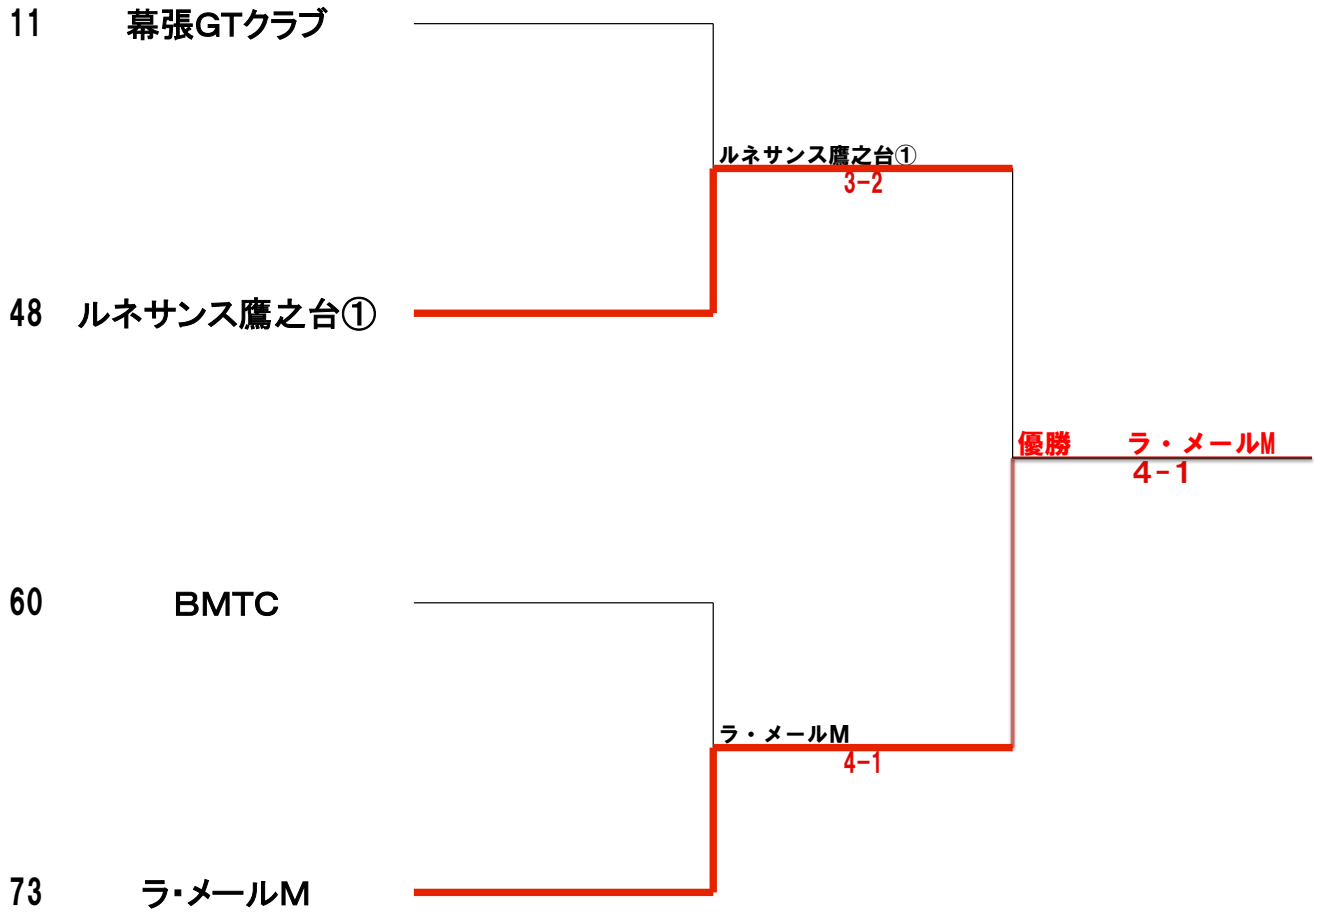 11 幕張GTクラブ
ルネサンス鷹之台①
3-2
48 ルネサンス鷹之台①
優勝 ラ・メールM
4-1
60 BMTC
ラ・メールM
4-1
73 ラ・メールM